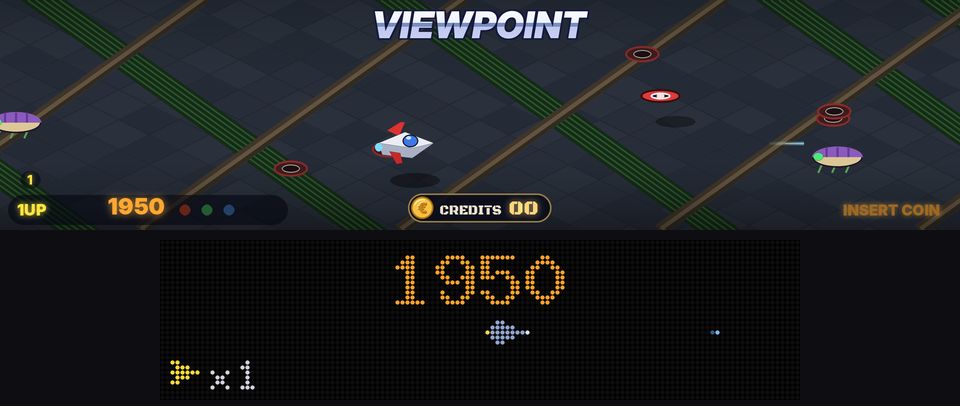 VIEWPOINT
1
1UP 1950
CREDITS 00
INSERT COIN
1950
x1